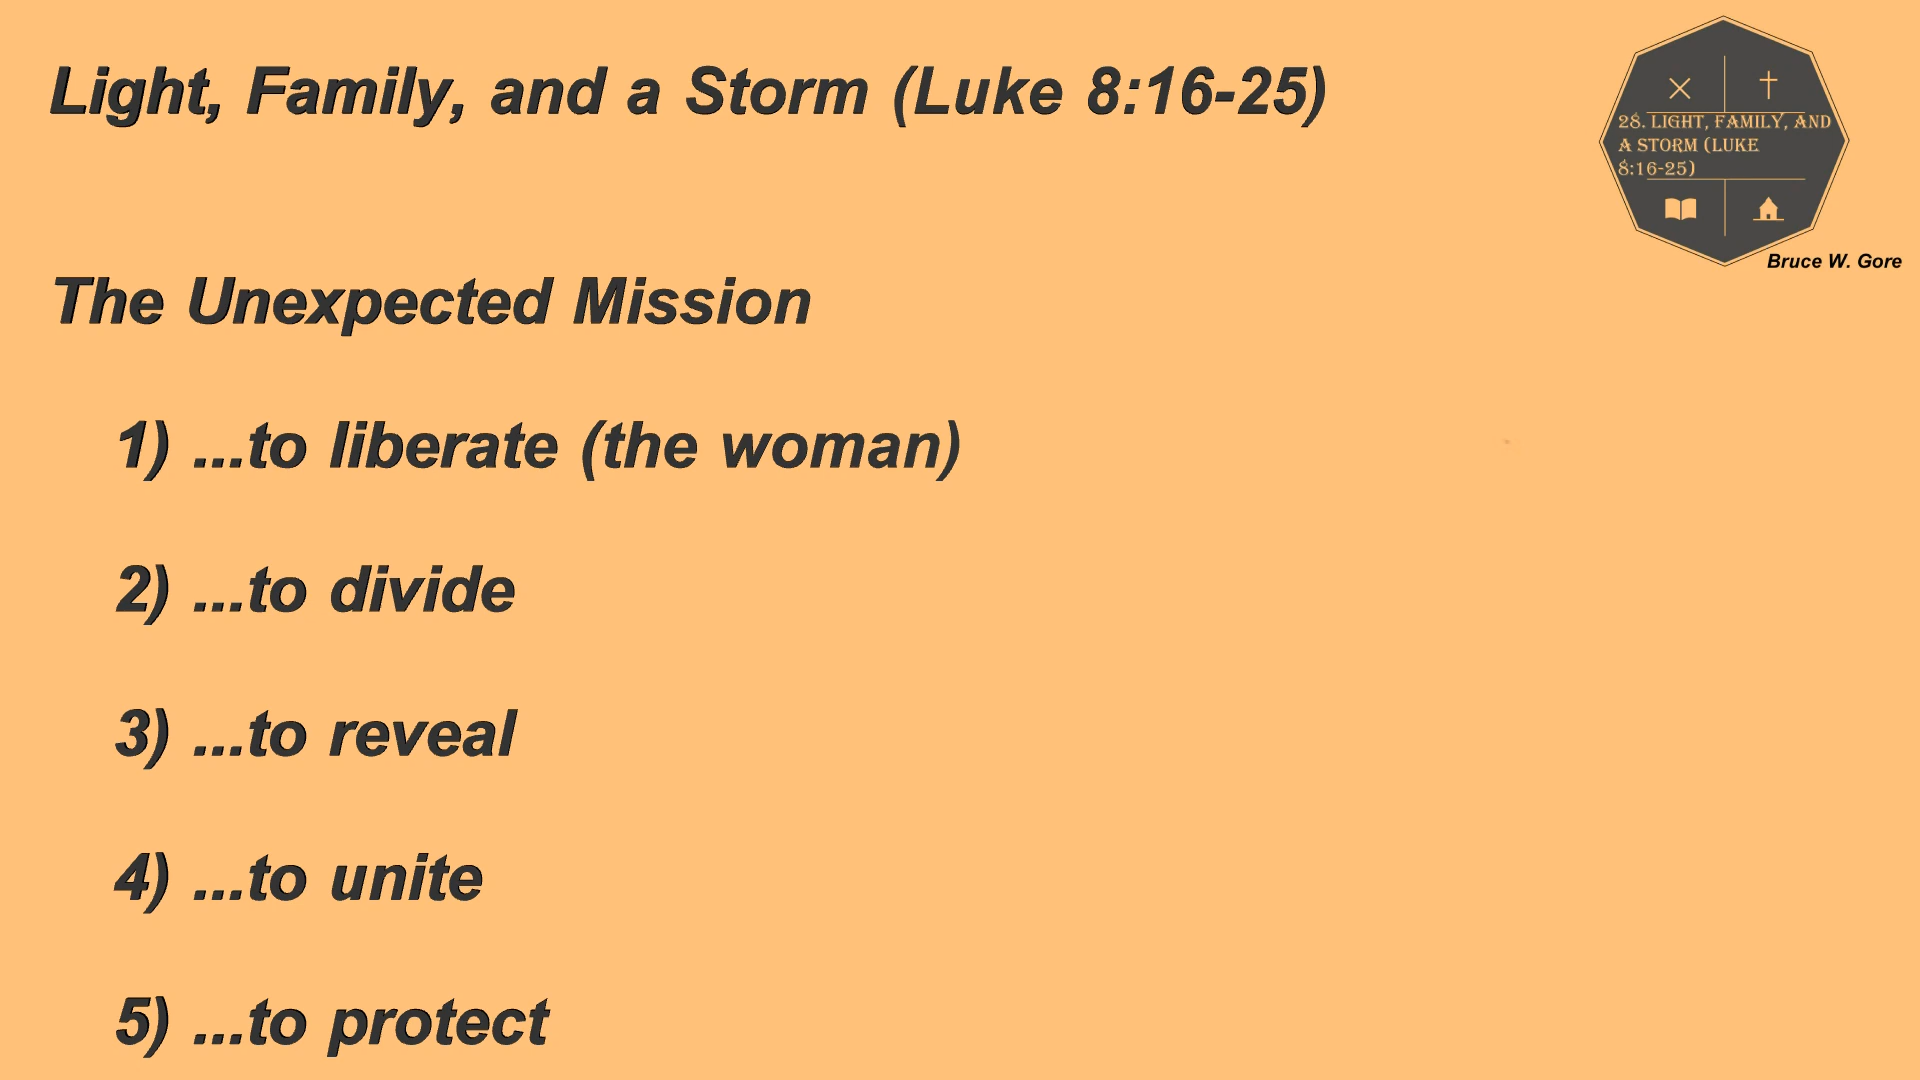 Light, Family, and a Storm (Luke 8:16-25)
28. LIGHT, FAMILY, AND
A STORM (LUKE
8:16-25)
Bruce W. Gore
The Unexpected Mission
1) ...to liberate (the woman)
2) ...to divide
3) ...to reveal
4) ...to unite
5) ...to protect